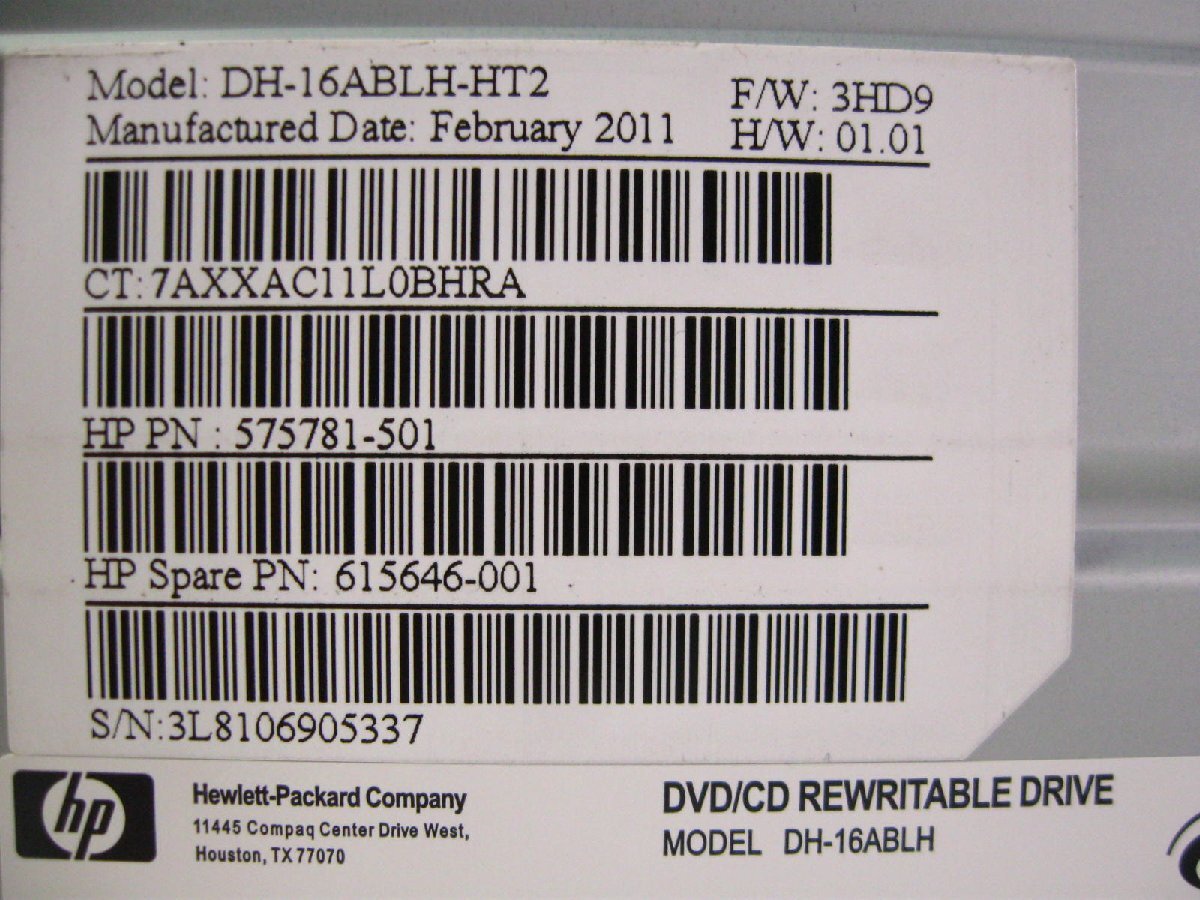 Model: DH-16ABLH-HT2
F/W: 3HD9
Manufactured Date: February 2011
H/W: 01.01
CT: 7AXXAC11L0BHRA
HP PN : 575781-501
HP Spare PN: 615646-001
S/N:3L8106905337
hp
Hewlett-Packard Company
11445 Compaq Center Drive West,
Houston, TX 77070
DVD/CD REWRITABLE DRIVE
MODEL DH-16ABLH